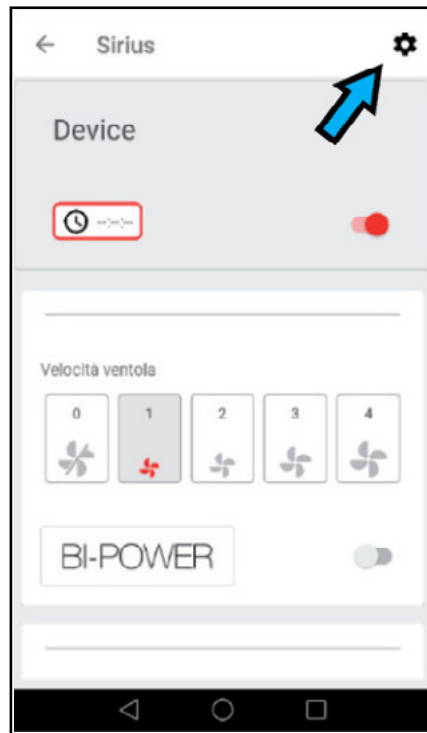 Sirius
Device
--:--:--
Velocità ventola
0 1 2 3 4
BI-POWER